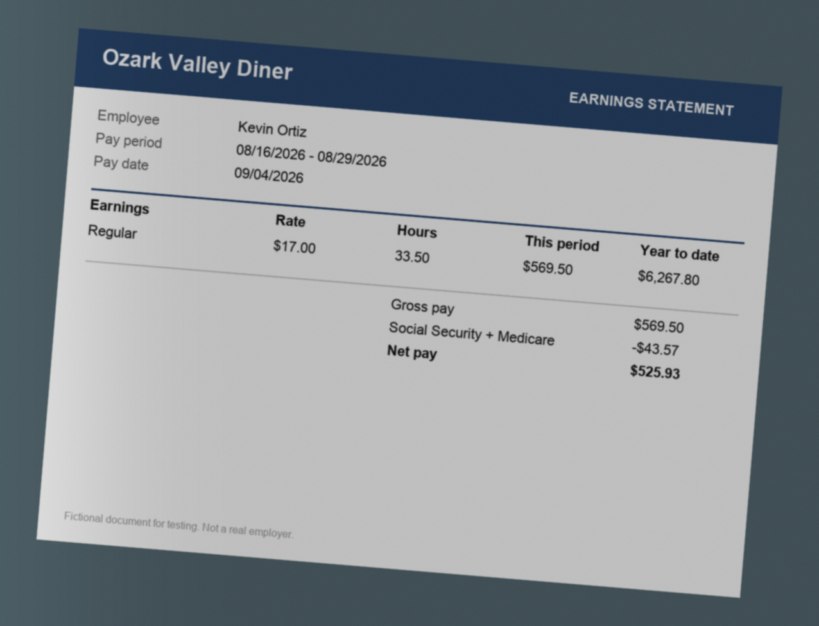 Ozark Valley Diner
EARNINGS STATEMENT
Employee Kevin Ortiz
Pay period 08/16/2026 - 08/29/2026
Pay date 09/04/2026
Earnings Rate Hours This period Year to date
Regular $17.00 33.50 $569.50 $6,267.80
Gross pay $569.50
Social Security + Medicare -$43.57
Net pay $525.93
Fictional document for testing. Not a real employer.